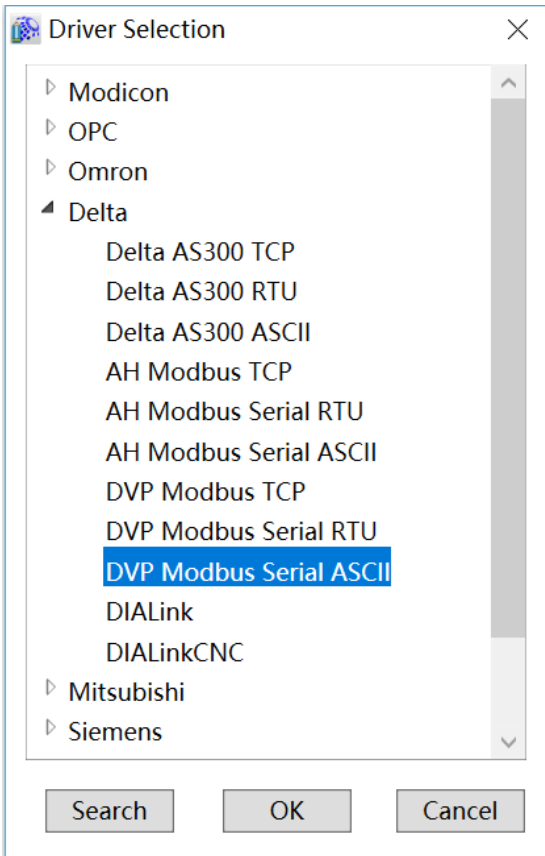 Driver Selection
Modicon
OPC
Omron
Delta
Delta AS300 TCP
Delta AS300 RTU
Delta AS300 ASCII
AH Modbus TCP
AH Modbus Serial RTU
AH Modbus Serial ASCII
DVP Modbus TCP
DVP Modbus Serial RTU
DVP Modbus Serial ASCII
DIALink
DIALinkCNC
Mitsubishi
Siemens
Search OK Cancel